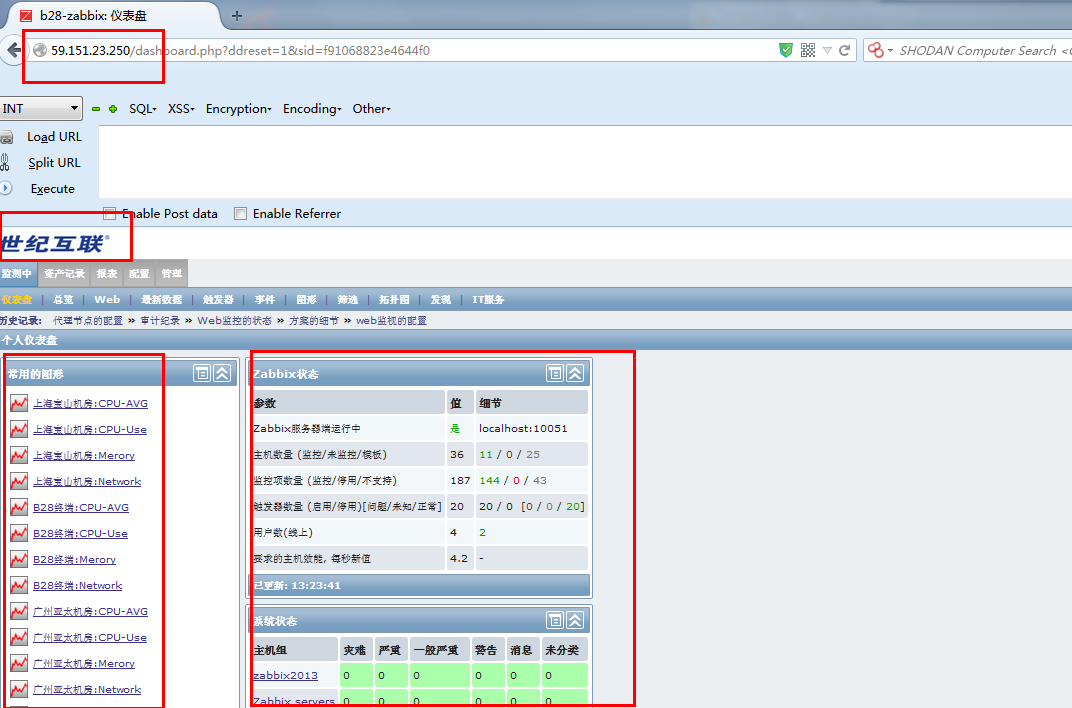 b28-zabbix: 仪表盘
59.151.23.250/dashboard.php?ddreset=1&sid=f91068823e4644f0
SHODAN Computer Search <
INT SQL XSS Encryption Encoding Other
Load URL
Split URL
Execute
Enable Post data Enable Referrer
世纪互联
监测中 资产记录 报表 配置 管理
仪表盘 | 总览 | Web | 最新数据 | 触发器 | 事件 | 图形 | 筛选 | 拓扑图 | 发现 | IT服务
历史记录: 代理节点的配置 » 审计纪录 » Web监控的状态 » 方案的细节 » web监视的配置
个人仪表盘
常用的图形
上海宝山机房:CPU-AVG
上海宝山机房:CPU-Use
上海宝山机房:Merory
上海宝山机房:Network
B28终端:CPU-AVG
B28终端:CPU-Use
B28终端:Merory
B28终端:Network
广州亚太机房:CPU-AVG
广州亚太机房:CPU-Use
广州亚太机房:Merory
广州亚太机房:Network
Zabbix状态
参数 值 细节
Zabbix服务器端运行中 是 localhost:10051
主机数量 (监控/未监控/模板) 36 11 / 0 / 25
监控项数量 (监控/停用/不支持) 187 144 / 0 / 43
触发器数量 (启用/停用)[问题/未知/正常] 20 20 / 0 [0 / 0 / 20]
用户数(线上) 4 2
要求的主机效能, 每秒新值 4.2 -
已更新: 13:23:41
系统状态
主机组 灾难 严重 一般严重 警告 消息 未分类
zabbix2013 0 0 0 0 0 0
Zabbix servers 0 0 0 0 0 0